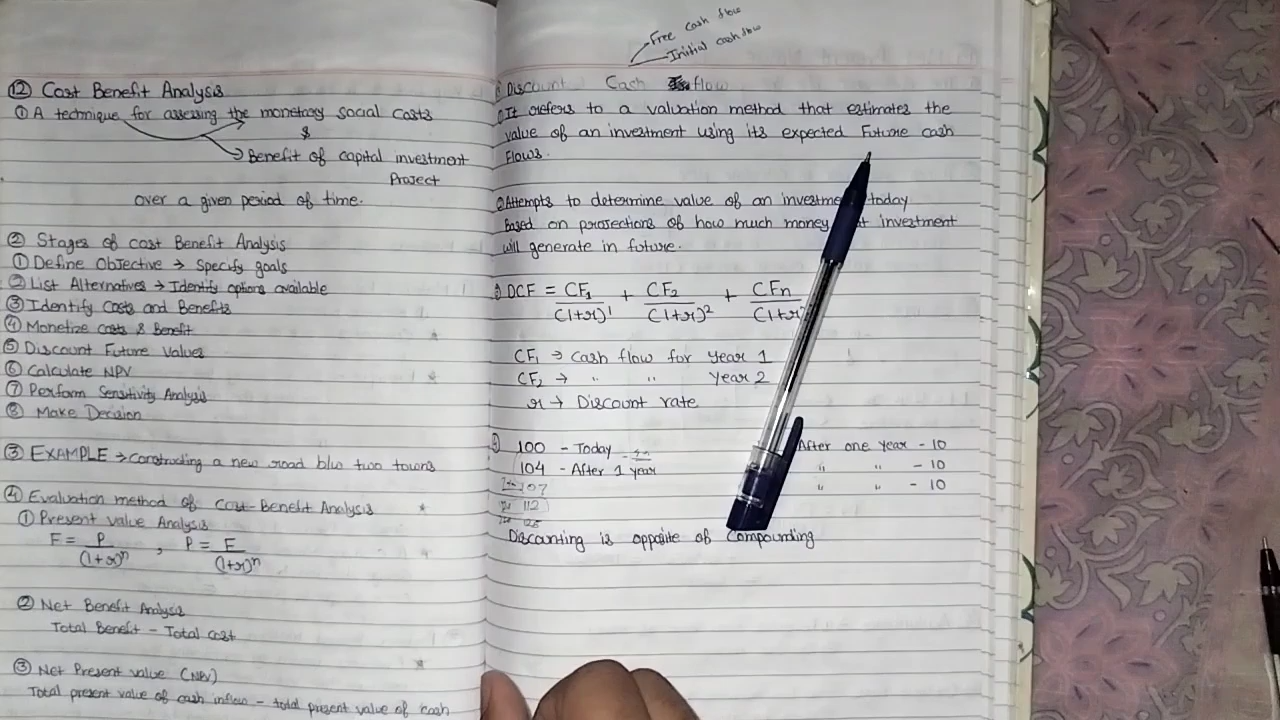 ⑫ Cost Benefit Analysis
① A technique for assessing the monetary social costs
&
Benefit of capital investment
Project
over a given period of time.
② Stages of cost Benefit Analysis
① Define Objective → Specify goals
② List Alternatives → Identify options available
③ Identify Costs and Benefits
④ Monetize costs & Benefit
⑤ Discount Future Values
⑥ Calculate NPV
⑦ Perform Sensitivity Analysis
⑧ Make Decision
③ EXAMPLE → Constructing a new road b/w two towns
④ Evaluation method of Cost-Benefit Analysis
① Present value Analysis
F = P/(1+r)^n , P = F/(1+r)^n
② Net Benefit Analysis
Total Benefit - Total cost
③ Net Present value (NPV)
Total present value of cash inflow - total present value of cash
Free cash flow
Initial cash flow
Discount Cash flow
① It refers to a valuation method that estimates the
value of an investment using its expected Future cash
Flows.
② Attempts to determine value of an investme today
Based on projections of how much money investment
will generate in future.
③ DCF = CF₁/(1+r)¹ + CF₂/(1+r)² + CFn/(1+r)
CF₁ → Cash flow for year 1
CF₂ → " " Year 2
r → Discount rate
④ 100 - Today After one year - 10
104 - After 1 year " " - 10
107 " " - 10
112
Discounting is opposite of Compounding